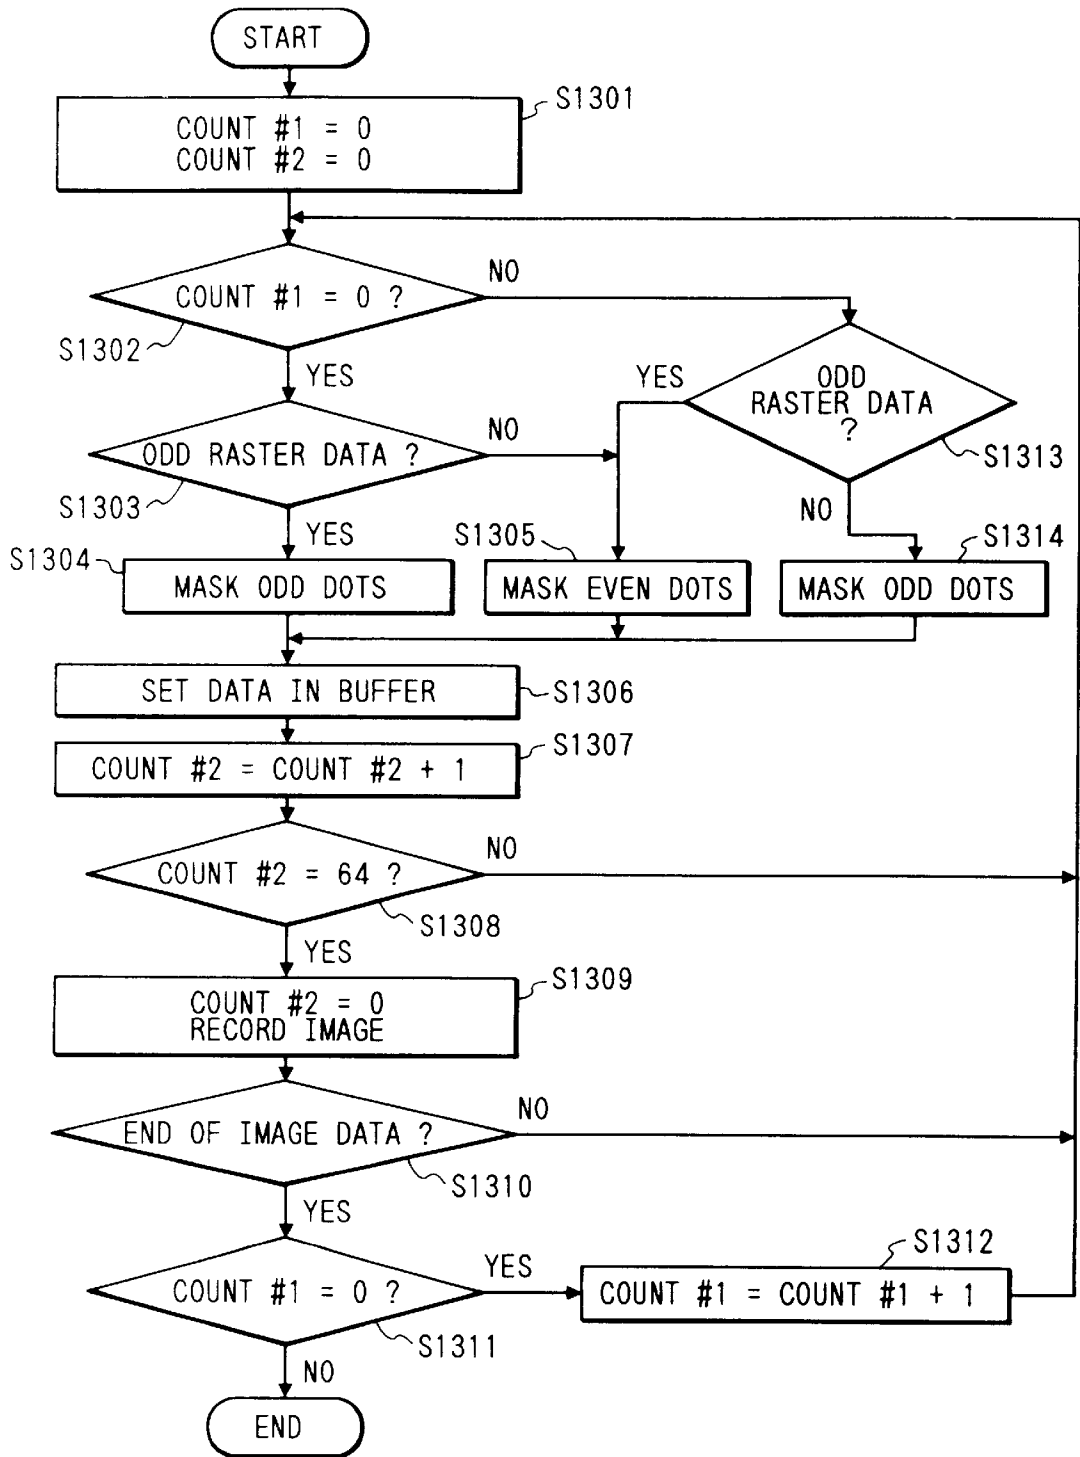 START
S1301
COUNT #1 = 0
COUNT #2 = 0
COUNT #1 = 0 ?
NO
S1302
YES
ODD
RASTER DATA
?
YES
S1313
NO
ODD RASTER DATA ?
NO
S1303
YES
S1304
MASK ODD DOTS
S1305
MASK EVEN DOTS
S1314
MASK ODD DOTS
SET DATA IN BUFFER
S1306
S1307
COUNT #2 = COUNT #2 + 1
COUNT #2 = 64 ?
NO
S1308
YES
S1309
COUNT #2 = 0
RECORD IMAGE
END OF IMAGE DATA ?
NO
S1310
YES
COUNT #1 = 0 ?
YES
S1312
COUNT #1 = COUNT #1 + 1
S1311
NO
END